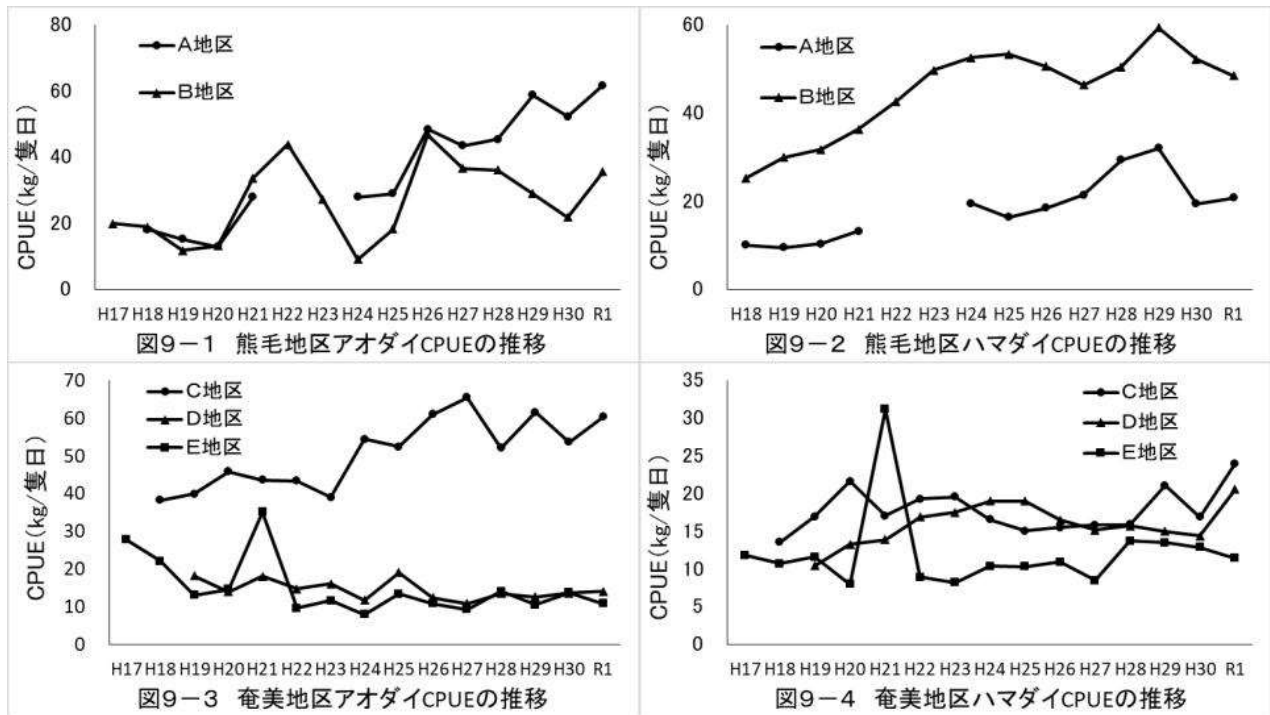 80
60
40
20
0
CPUE(kg/隻日)
A地区
B地区
H17 H18 H19 H20 H21 H22 H23 H24 H25 H26 H27 H28 H29 H30 R1
図9-1 熊毛地区アオダイCPUEの推移
60
40
20
0
CPUE(kg/隻日)
A地区
B地区
H18 H19 H20 H21 H22 H23 H24 H25 H26 H27 H28 H29 H30 R1
図9-2 熊毛地区ハマダイCPUEの推移
70
60
50
40
30
20
10
0
CPUE(kg/隻日)
C地区
D地区
E地区
H17 H18 H19 H20 H21 H22 H23 H24 H25 H26 H27 H28 H29 H30 R1
図9-3 奄美地区アオダイCPUEの推移
35
30
25
20
15
10
5
0
CPUE(kg/隻日)
C地区
D地区
E地区
H17 H18 H19 H20 H21 H22 H23 H24 H25 H26 H27 H28 H29 H30 R1
図9-4 奄美地区ハマダイCPUEの推移